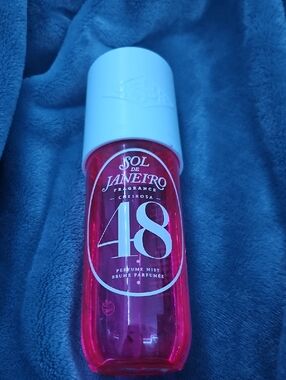 SOL
DE
JANEIRO
FRAGRANCE
CHEIROSA
48
PERFUME MIST
BRUME PARFUMÉE